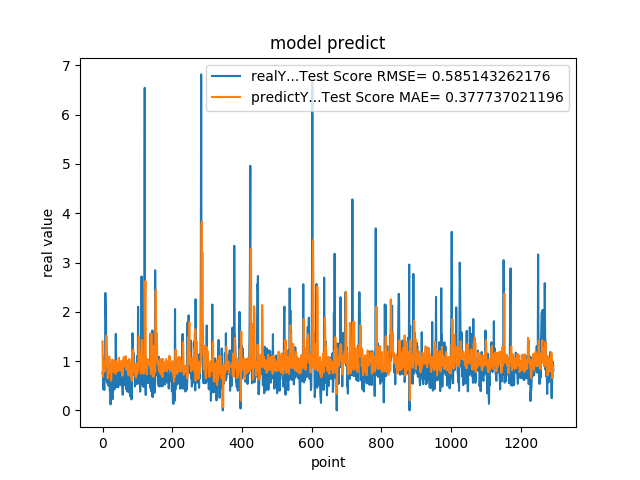 model predict
realY...Test Score RMSE= 0.585143262176
predictY...Test Score MAE= 0.377737021196
7
6
5
4
3
2
1
0
real value
0 200 400 600 800 1000 1200
point